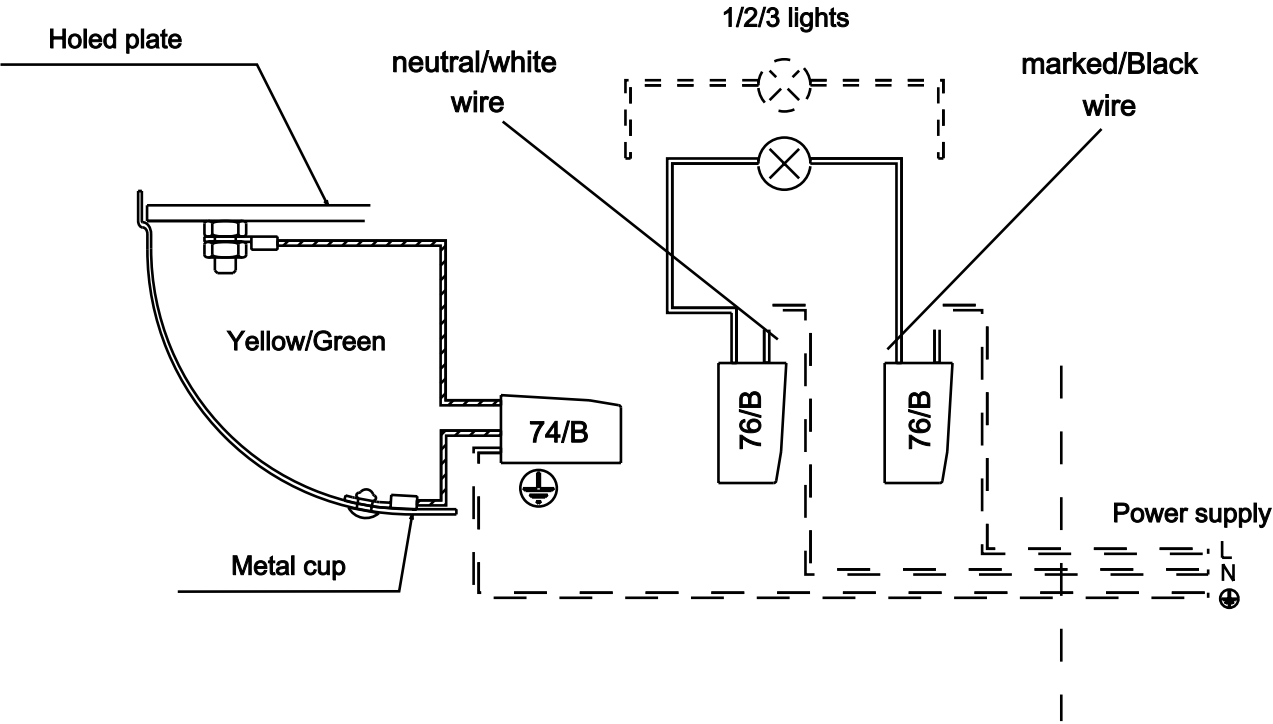 1/2/3 lights
Holed plate
neutral/white
wire
marked/Black
wire
Yellow/Green
74/B
76/B
76/B
Power supply
L
N
Metal cup